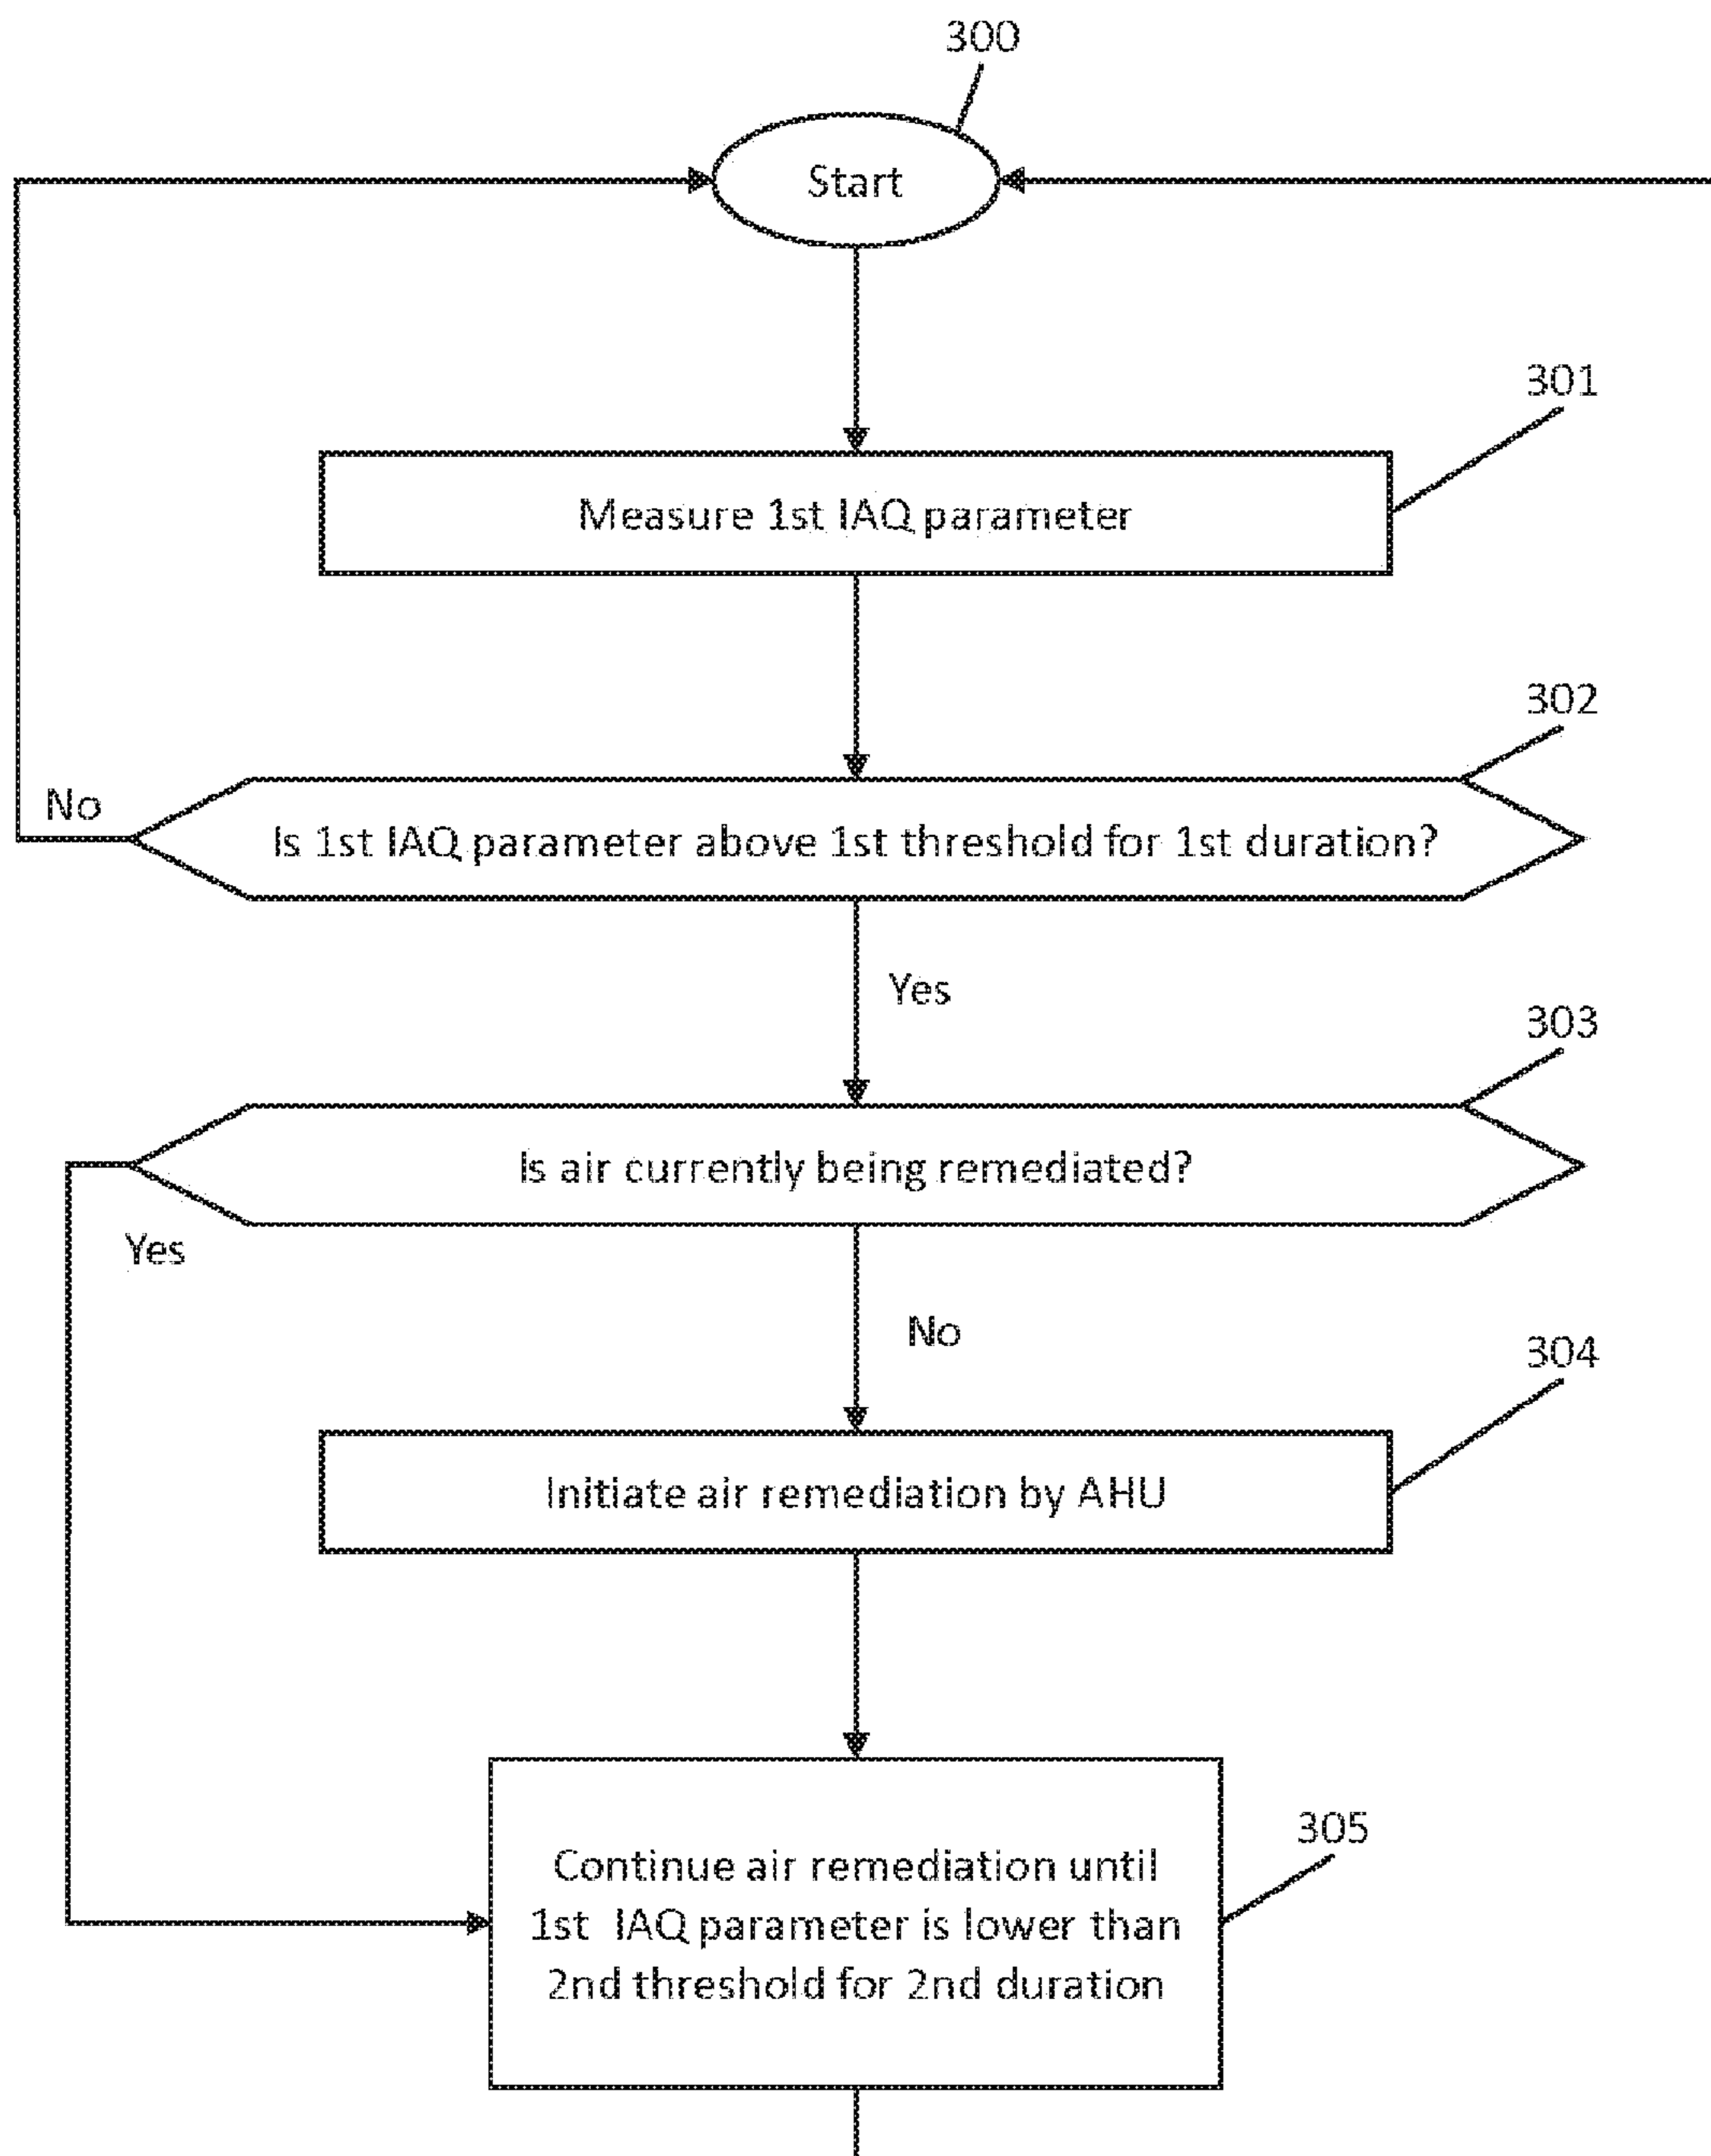 300
Start
301
Measure 1st IAQ parameter
302
No
Is 1st IAQ parameter above 1st threshold for 1st duration?
Yes
303
Is air currently being remediated?
Yes
No
304
Initiate air remediation by AHU
305
Continue air remediation until
1st IAQ parameter is lower than
2nd threshold for 2nd duration